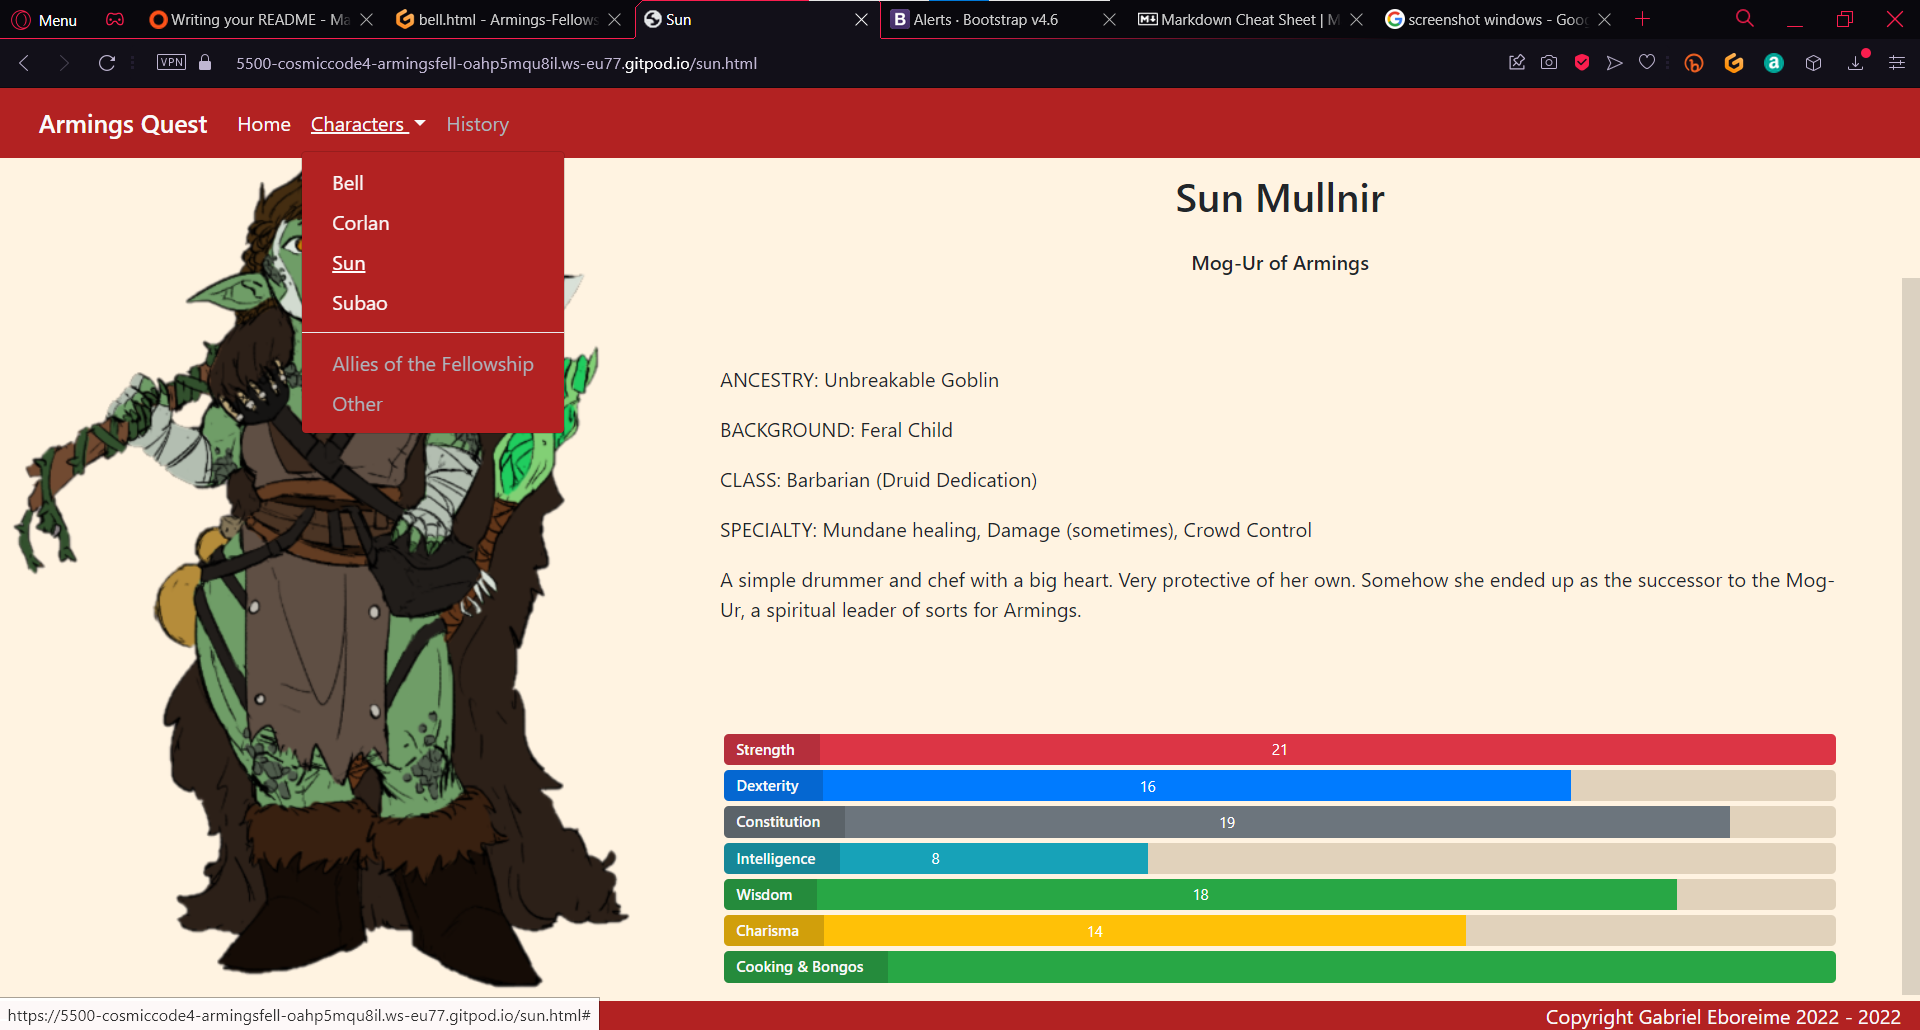 Menu
Writing your README - Ma
bell.html - Armings-Fellows
Sun
Alerts · Bootstrap v4.6
Markdown Cheat Sheet | M
screenshot windows - Goo
VPN
5500-cosmiccode4-armingsfell-oahp5mqu8il.ws-eu77.gitpod.io/sun.html
Armings Quest
Home
Characters
History
Bell
Corlan
Sun
Subao
Allies of the Fellowship
Other
Sun Mullnir
Mog-Ur of Armings
ANCESTRY: Unbreakable Goblin
BACKGROUND: Feral Child
CLASS: Barbarian (Druid Dedication)
SPECIALTY: Mundane healing, Damage (sometimes), Crowd Control
A simple drummer and chef with a big heart. Very protective of her own. Somehow she ended up as the successor to the Mog-
Ur, a spiritual leader of sorts for Armings.
Strength 21
Dexterity 16
Constitution 19
Intelligence 8
Wisdom 18
Charisma 14
Cooking & Bongos
https://5500-cosmiccode4-armingsfell-oahp5mqu8il.ws-eu77.gitpod.io/sun.html#
Copyright Gabriel Eboreime 2022 - 2022